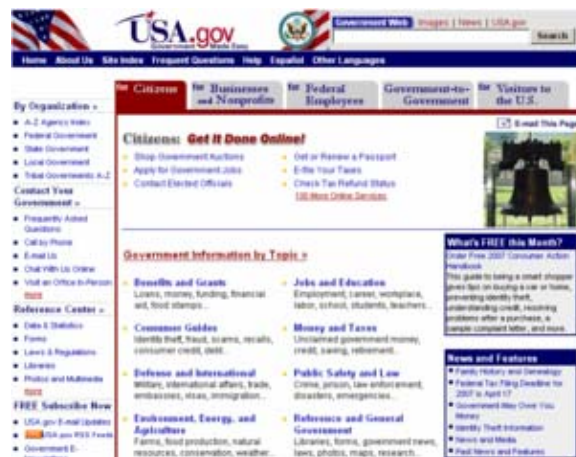 USA.gov
Government Made Easy
Government Web | Images | News | USA.gov
Search
Home About Us Site Index Frequent Questions Help Español Other Languages
for Citizens
for Businesses and Nonprofits
for Federal Employees
Government-to-Government
for Visitors to the U.S.
By Organization »
A-Z Agency Index
Federal Government
State Government
Local Government
Tribal Governments A-Z
Contact Your
Government »
Frequently Asked
Questions
Call by Phone
E-mail Us
Chat With Us Online
Visit an Office In-Person
more
Reference Center »
Data & Statistics
Forms
Laws & Regulations
Libraries
Photos and Multimedia
more
FREE Subscribe Now
USA.gov E-mail Updates
USA.gov RSS Feeds
Government E-
E-mail This Page
Citizens: Get It Done Online!
Shop Government Auctions
Apply for Government Jobs
Contact Elected Officials
Get or Renew a Passport
E-file Your Taxes
Check Tax Refund Status
100 More Online Services
Government Information by Topic »
Benefits and Grants
Loans, money, funding, financial
aid, food stamps...
Consumer Guides
Identity theft, fraud, scams, recalls,
consumer credit, debt...
Defense and International
Military, international affairs, trade,
embassies, visas, immigration...
Environment, Energy, and
Agriculture
Farms, food production, natural
resources, conservation, weather...
Jobs and Education
Employment, career, workplace,
labor, school, students, teachers...
Money and Taxes
Unclaimed government money,
credit, saving, retirement...
Public Safety and Law
Crime, prison, law enforcement,
disasters, emergencies...
Reference and General
Government
Libraries, forms, government news,
laws, photos, maps, research...
What's FREE this Month?
Order Free 2007 Consumer Action
Handbook
This guide to being a smart shopper
gives tips on buying a car or home,
preventing identity theft,
understanding credit, resolving
problems after a purchase, a
sample complaint letter, and more.
News and Features
Family History and Genealogy
Federal Tax Filing Deadline for
2007 is April 17
Government May Owe You
Money
Identity Theft Information
News and Media
Past News and Features